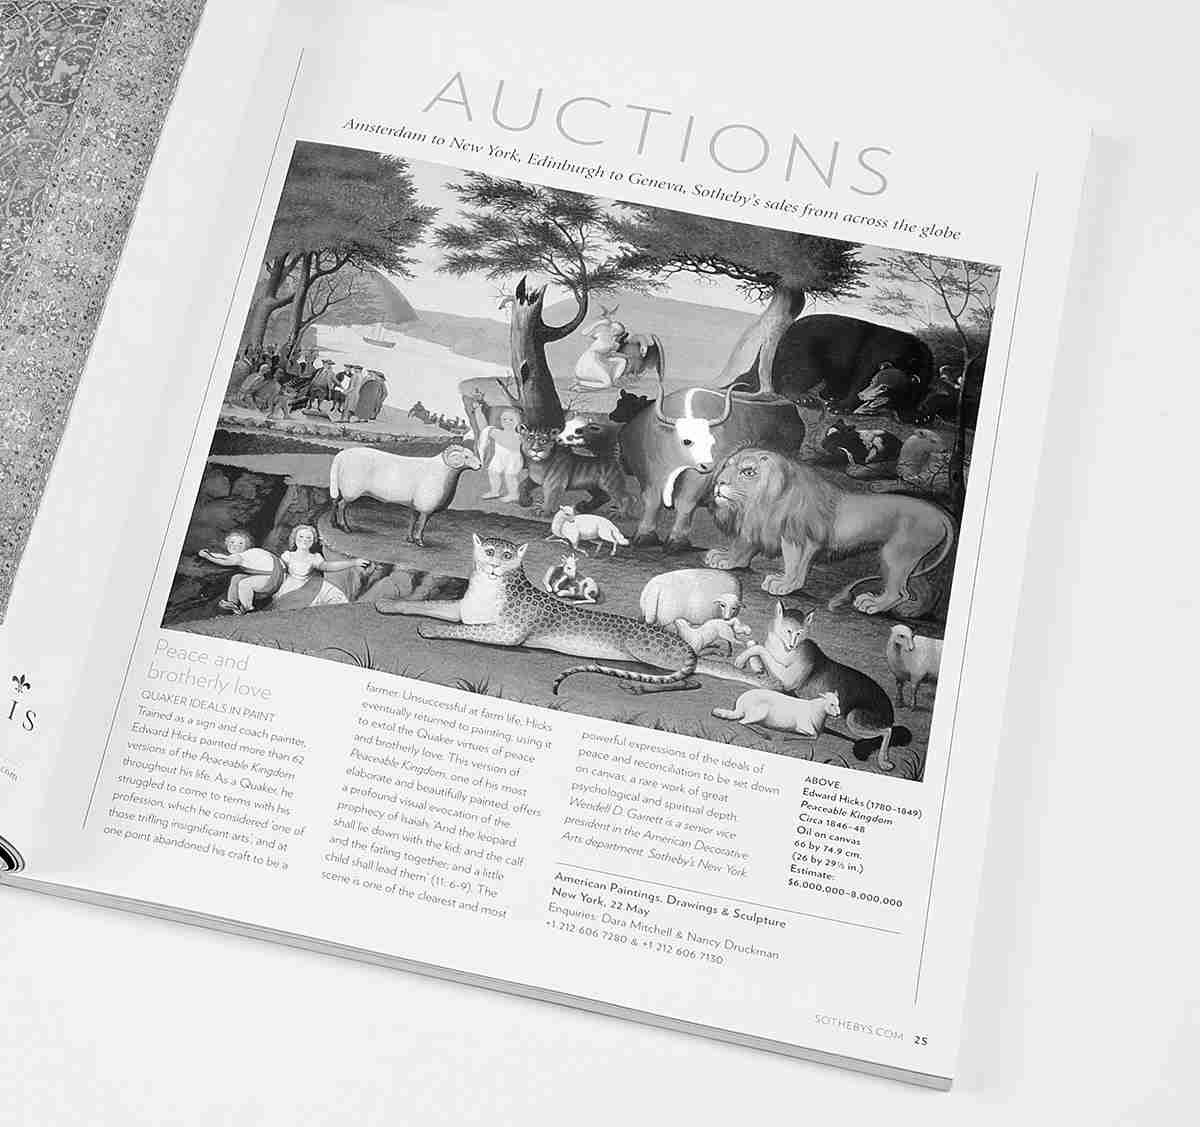 AUCTIONS
Amsterdam to New York, Edinburgh to Geneva, Sotheby's sales from across the globe
Peace and
brotherly love
QUAKER IDEALS IN PAINT
Trained as a sign and coach painter,
Edward Hicks painted more than 62
versions of the Peaceable Kingdom
throughout his life. As a Quaker, he
struggled to come to terms with his
profession, which he considered 'one of
those trifling insignificant arts', and at
one point abandoned his craft to be a
farmer. Unsuccessful at farm life, Hicks
eventually returned to painting, using it
to extol the Quaker virtues of peace
and brotherly love. This version of
Peaceable Kingdom, one of his most
elaborate and beautifully painted, offers
a profound visual evocation of the
prophecy of Isaiah: 'And the leopard
shall lie down with the kid; and the calf
and the fatling together; and a little
child shall lead them' (11: 6–9). The
scene is one of the clearest and most
powerful expressions of the ideals of
peace and reconciliation to be set down
on canvas, a rare work of great
psychological and spiritual depth.
Wendell D. Garrett is a senior vice
president in the American Decorative
Arts department, Sotheby's New York
American Paintings, Drawings & Sculpture
New York, 22 May
Enquiries: Dara Mitchell & Nancy Druckman
+1 212 606 7280 & +1 212 606 7130
ABOVE:
Edward Hicks (1780–1849)
Peaceable Kingdom
Circa 1846–48
Oil on canvas
66 by 74.9 cm.
(26 by 29½ in.)
Estimate:
$6,000,000–8,000,000
SOTHEBYS.COM 25
IS
.com